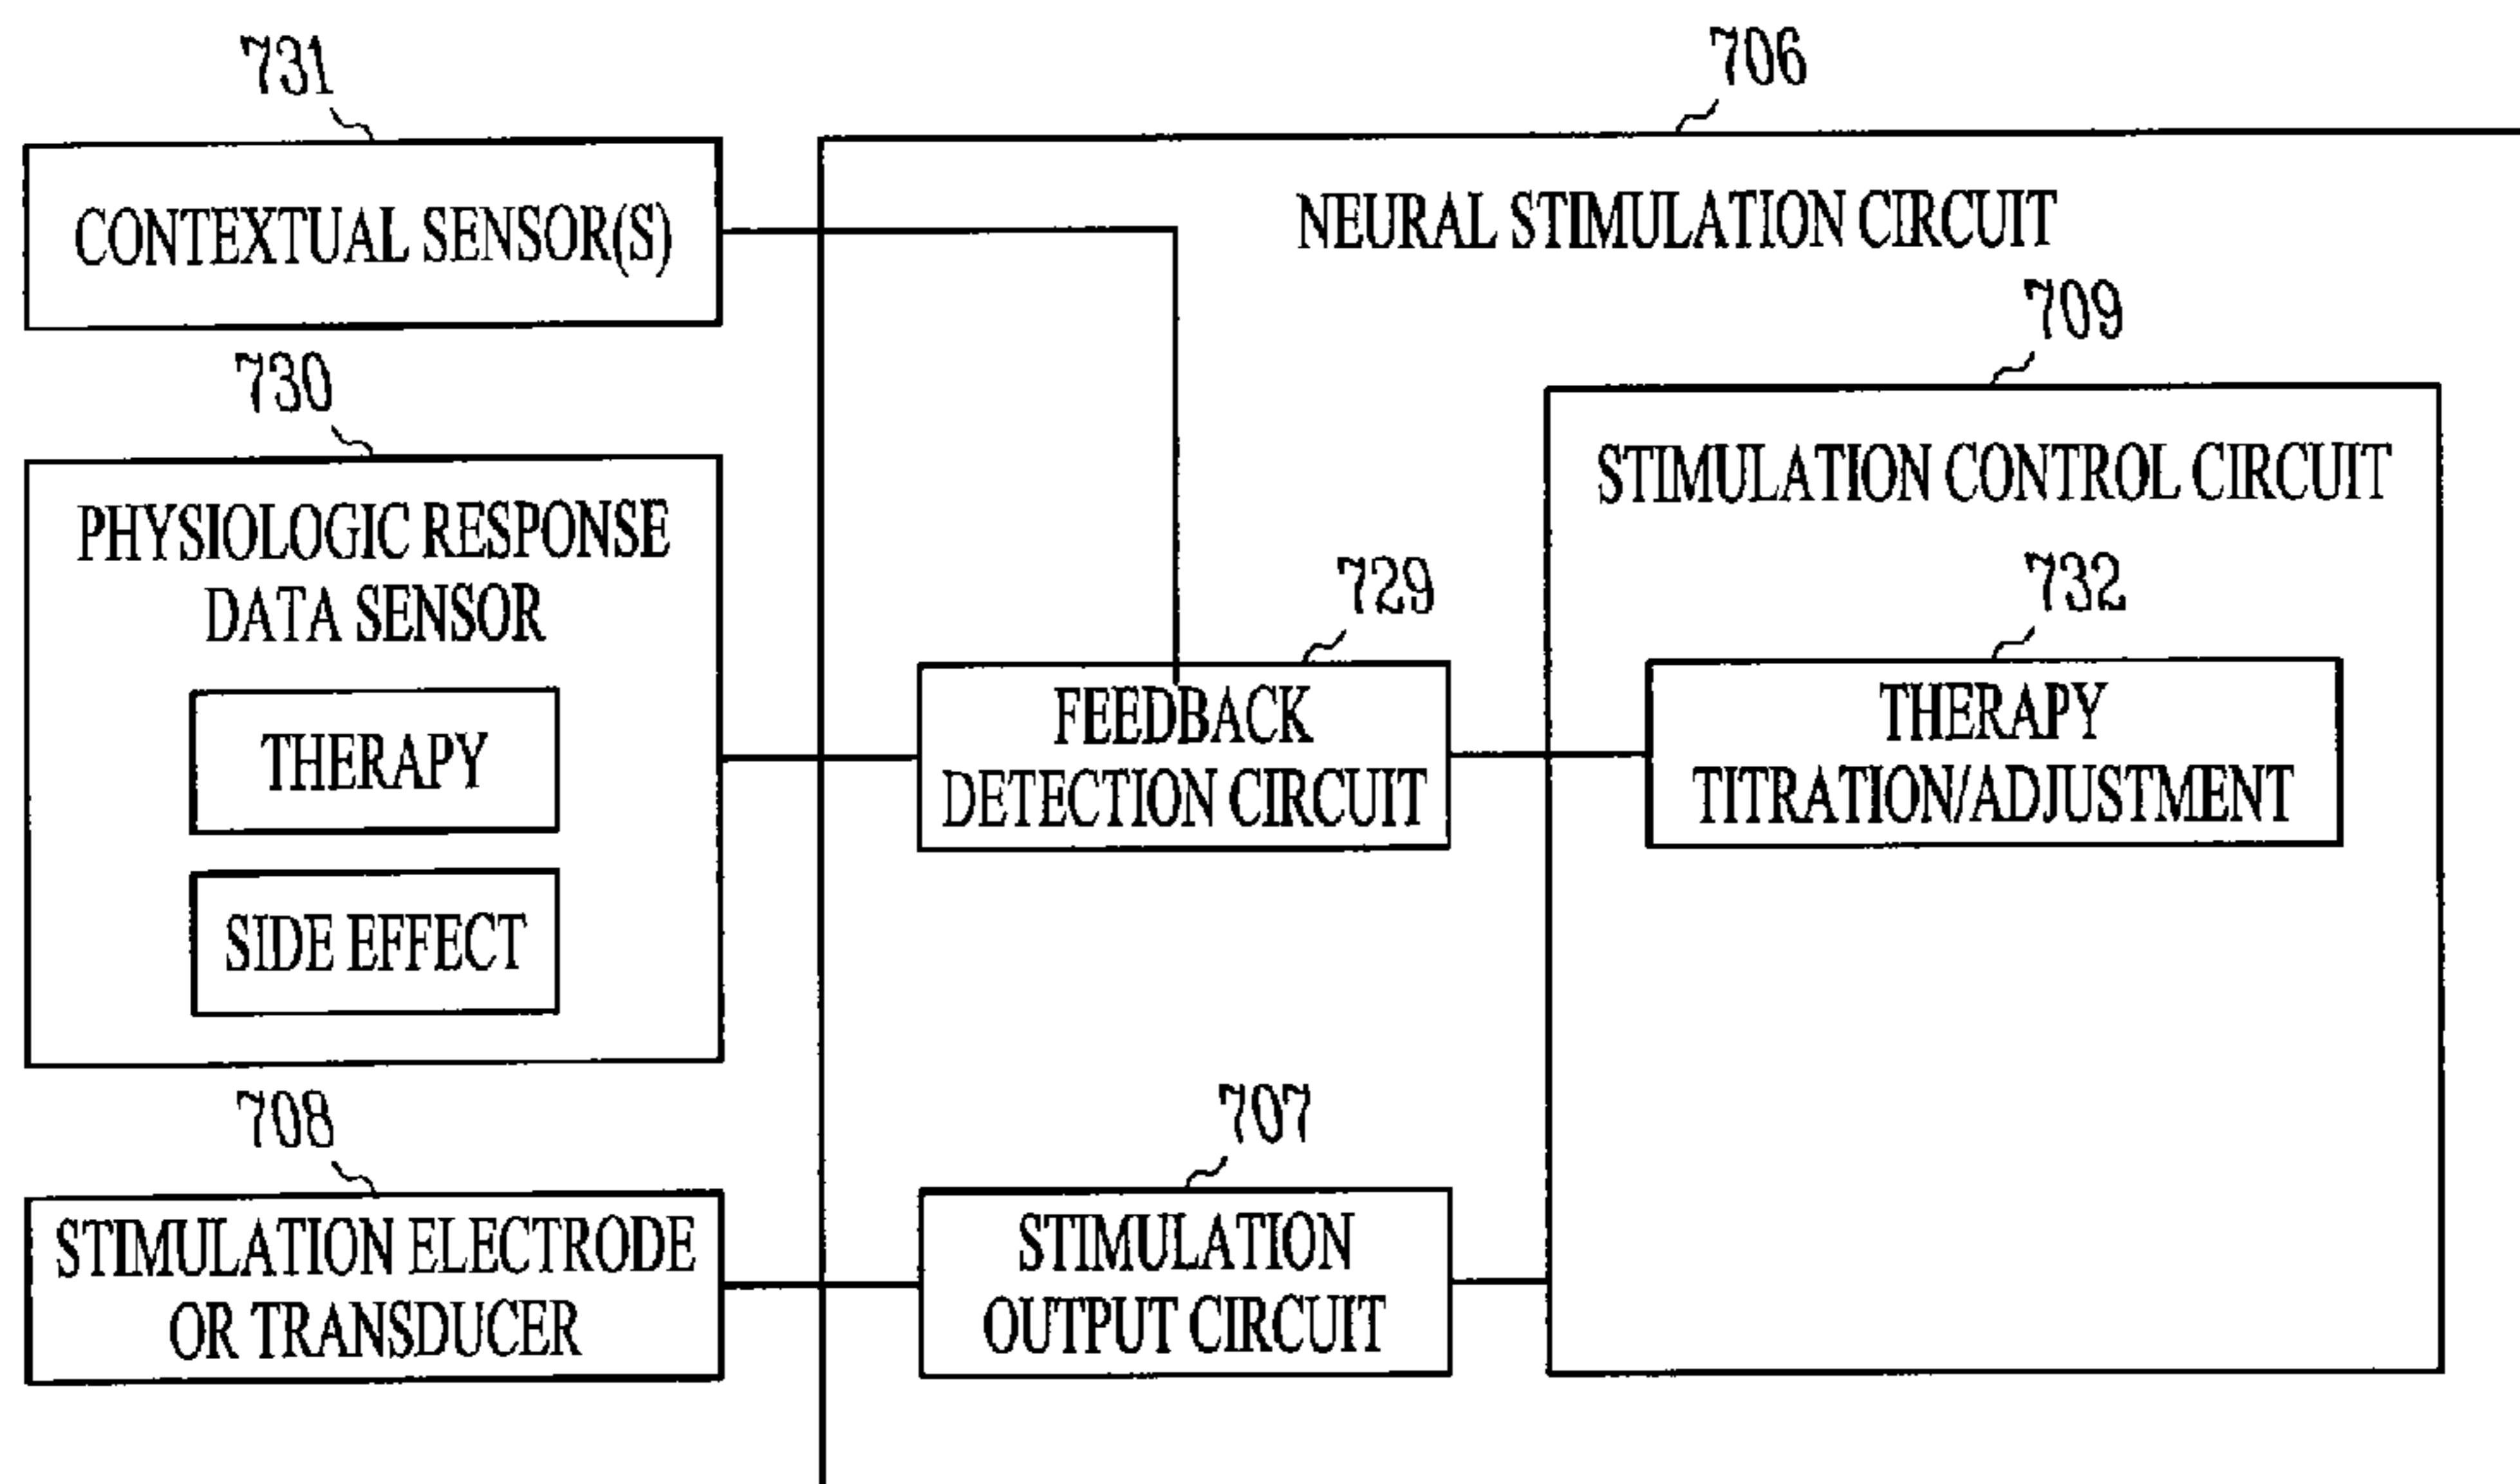 731
CONTEXTUAL SENSOR(S)
706
NEURAL STIMULATION CIRCUIT
730
PHYSIOLOGIC RESPONSE
DATA SENSOR
THERAPY
SIDE EFFECT
709
STIMULATION CONTROL CIRCUIT
729
FEEDBACK
DETECTION CIRCUIT
732
THERAPY
TITRATION/ADJUSTMENT
708
STIMULATION ELECTRODE
OR TRANSDUCER
707
STIMULATION
OUTPUT CIRCUIT